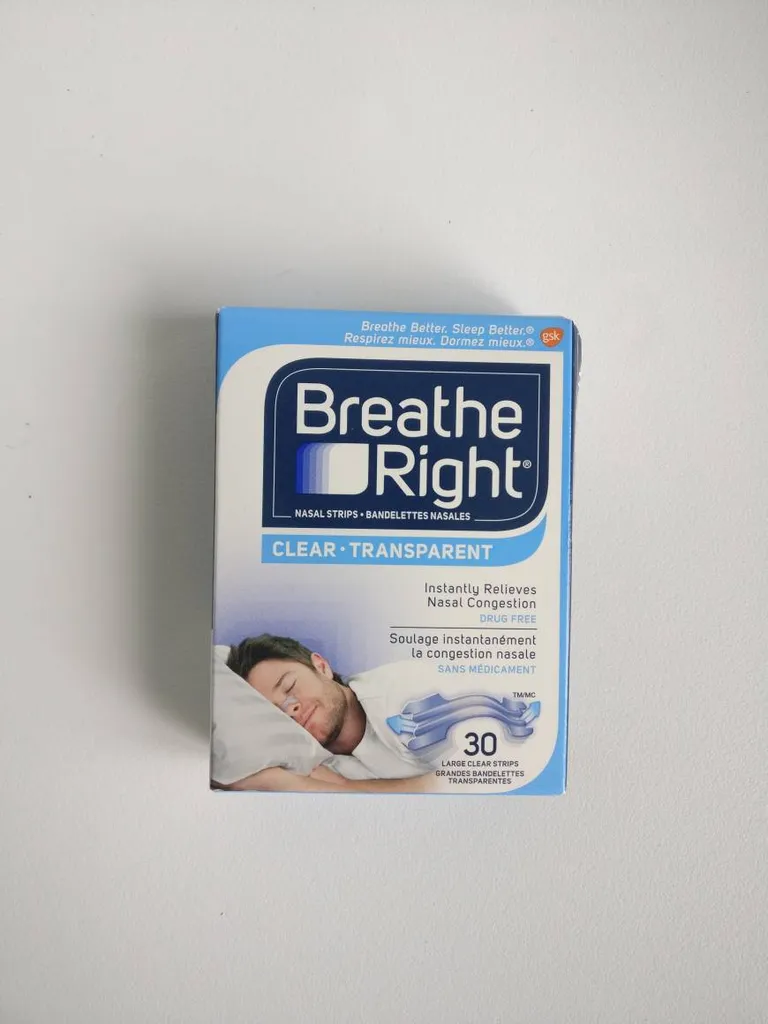 Breathe Better. Sleep Better.®
Respirez mieux. Dormez mieux.®
gsk
Breathe
Right®
NASAL STRIPS • BANDELETTES NASALES
CLEAR • TRANSPARENT
Instantly Relieves
Nasal Congestion
DRUG FREE
Soulage instantanément
la congestion nasale
SANS MÉDICAMENT
TM/MC
30
LARGE CLEAR STRIPS
GRANDES BANDELETTES
TRANSPARENTES